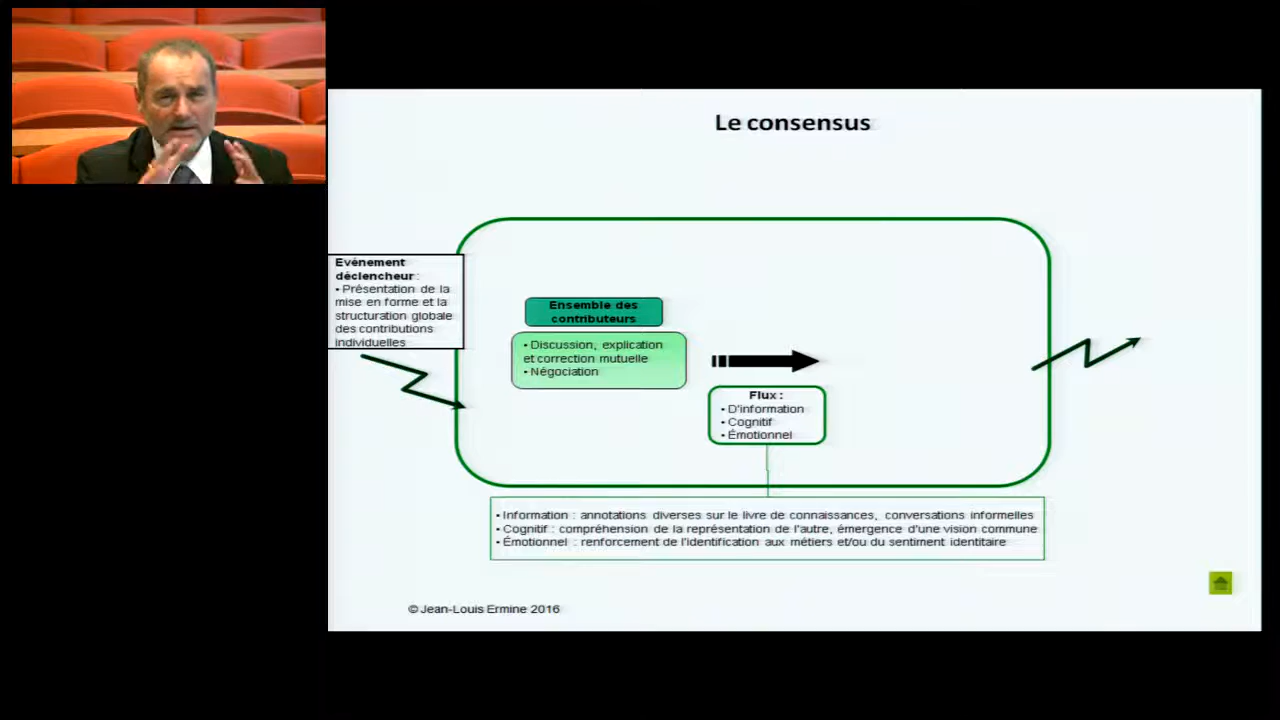 Le consensus
Evénement
déclencheur :
• Présentation de la
mise en forme et la
structuration globale
des contributions
individuelles
Ensemble des
contributeurs
• Discussion, explication
et correction mutuelle
• Négociation
Flux :
• D'information
• Cognitif
• Émotionnel
• Information : annotations diverses sur le livre de connaissances, conversations informelles
• Cognitif : compréhension de la représentation de l'autre, émergence d'une vision commune
• Émotionnel : renforcement de l'identification aux métiers et/ou du sentiment identitaire
© Jean-Louis Ermine 2016